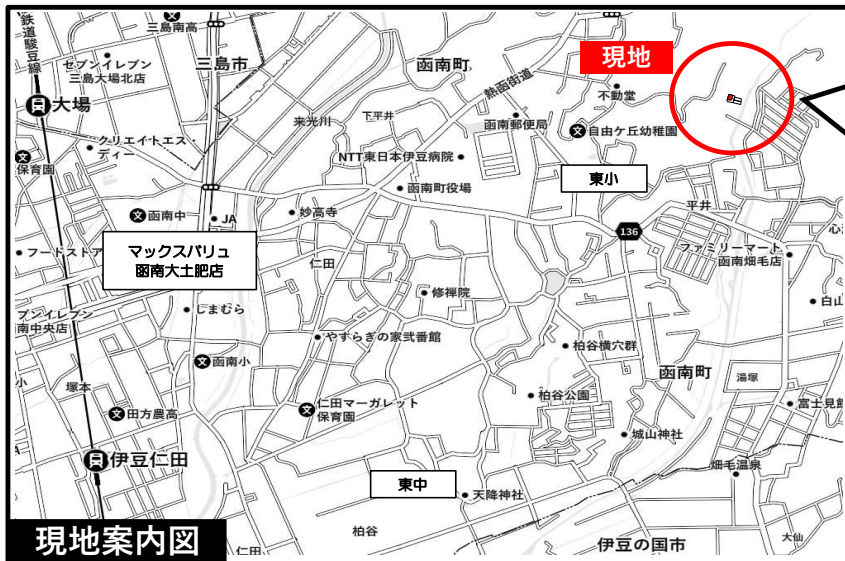 鉄道駿豆線
三島南高
セブンイレブン
三島大場北店
三島市
函南町
熱函街道
現地
大場
来光川
下平井
不動堂
函南郵便局
自由ケ丘幼稚園
クリエイトエス・
ディー
保育園
NTT東日本伊豆病院
東小
函南町役場
函南中
JA
妙高寺
平井
136
フードストア
マックスバリュ
函南大土肥店
仁田
ファミリーマート
函南畑毛店
修禅院
白山
ブンイレブン
南中央店
しまむら
やすらぎの家弐番館
柏谷横穴群
函南町
湯塚
小
塚本
函南小
田方農高
仁田マーガレット
保育園
柏谷公園
富士見館
城山神社
伊豆仁田
東中
天降神社
畑毛温泉
現地案内図
仁田
柏谷
伊豆の国市
大仙